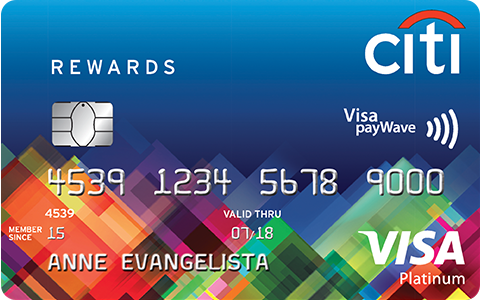 citi
REWARDS
Visa
payWave
4539 1234 5678 9000
4539 VALID THRU
MEMBER
SINCE 15 07/18
VISA
ANNE EVANGELISTA
Platinum